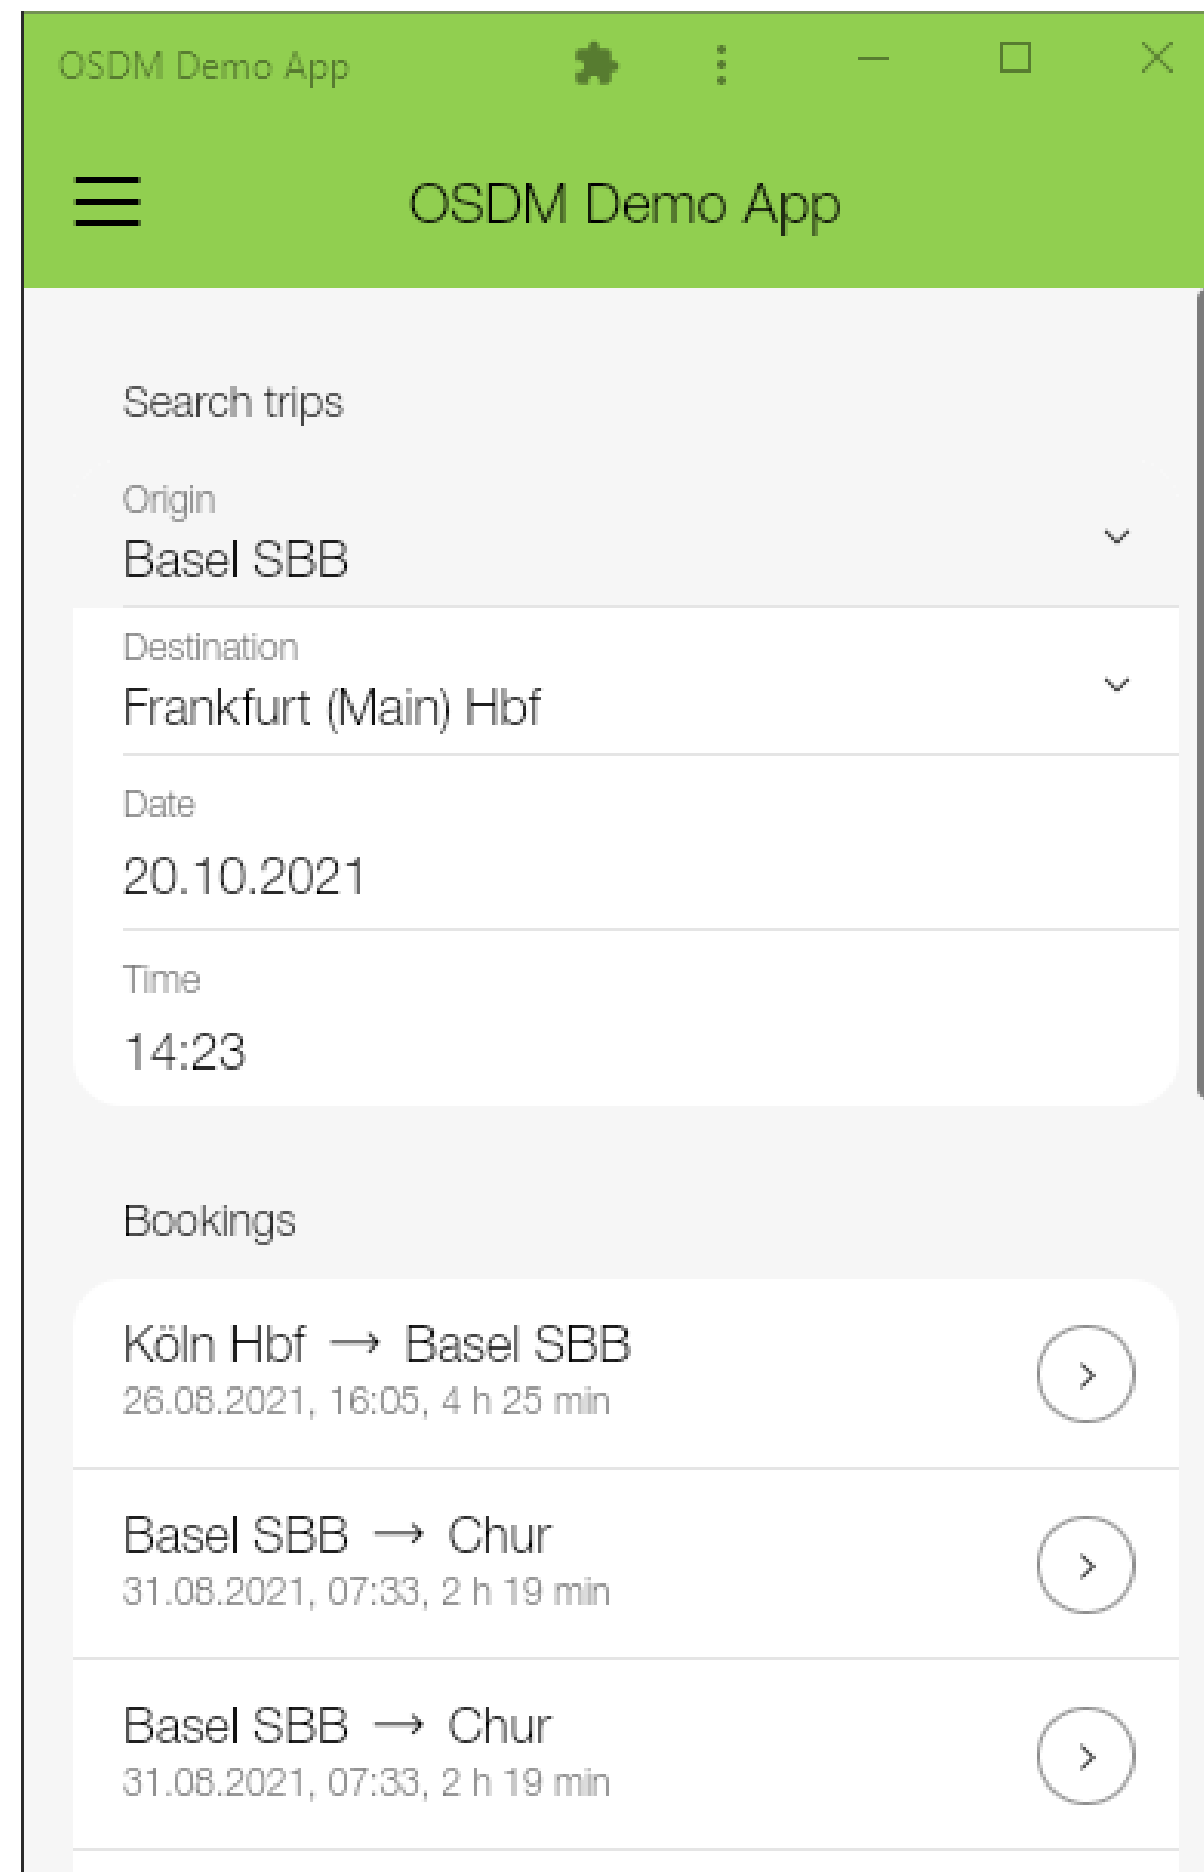 OSDM Demo App
OSDM Demo App
Search trips
Origin
Basel SBB
Destination
Frankfurt (Main) Hbf
Date
20.10.2021
Time
14:23
Bookings
Köln Hbf → Basel SBB
26.08.2021, 16:05, 4 h 25 min
Basel SBB → Chur
31.08.2021, 07:33, 2 h 19 min
Basel SBB → Chur
31.08.2021, 07:33, 2 h 19 min